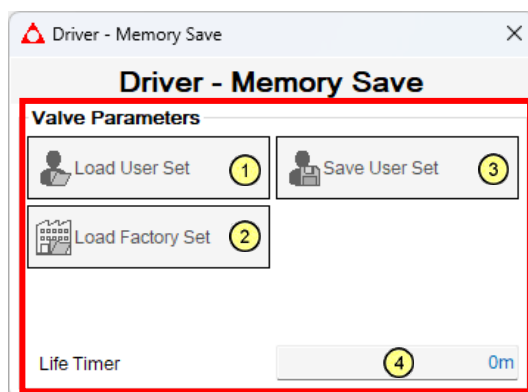 Driver - Memory Save
Driver - Memory Save
Valve Parameters
Load User Set 1
Save User Set 3
Load Factory Set 2
Life Timer 4 0m